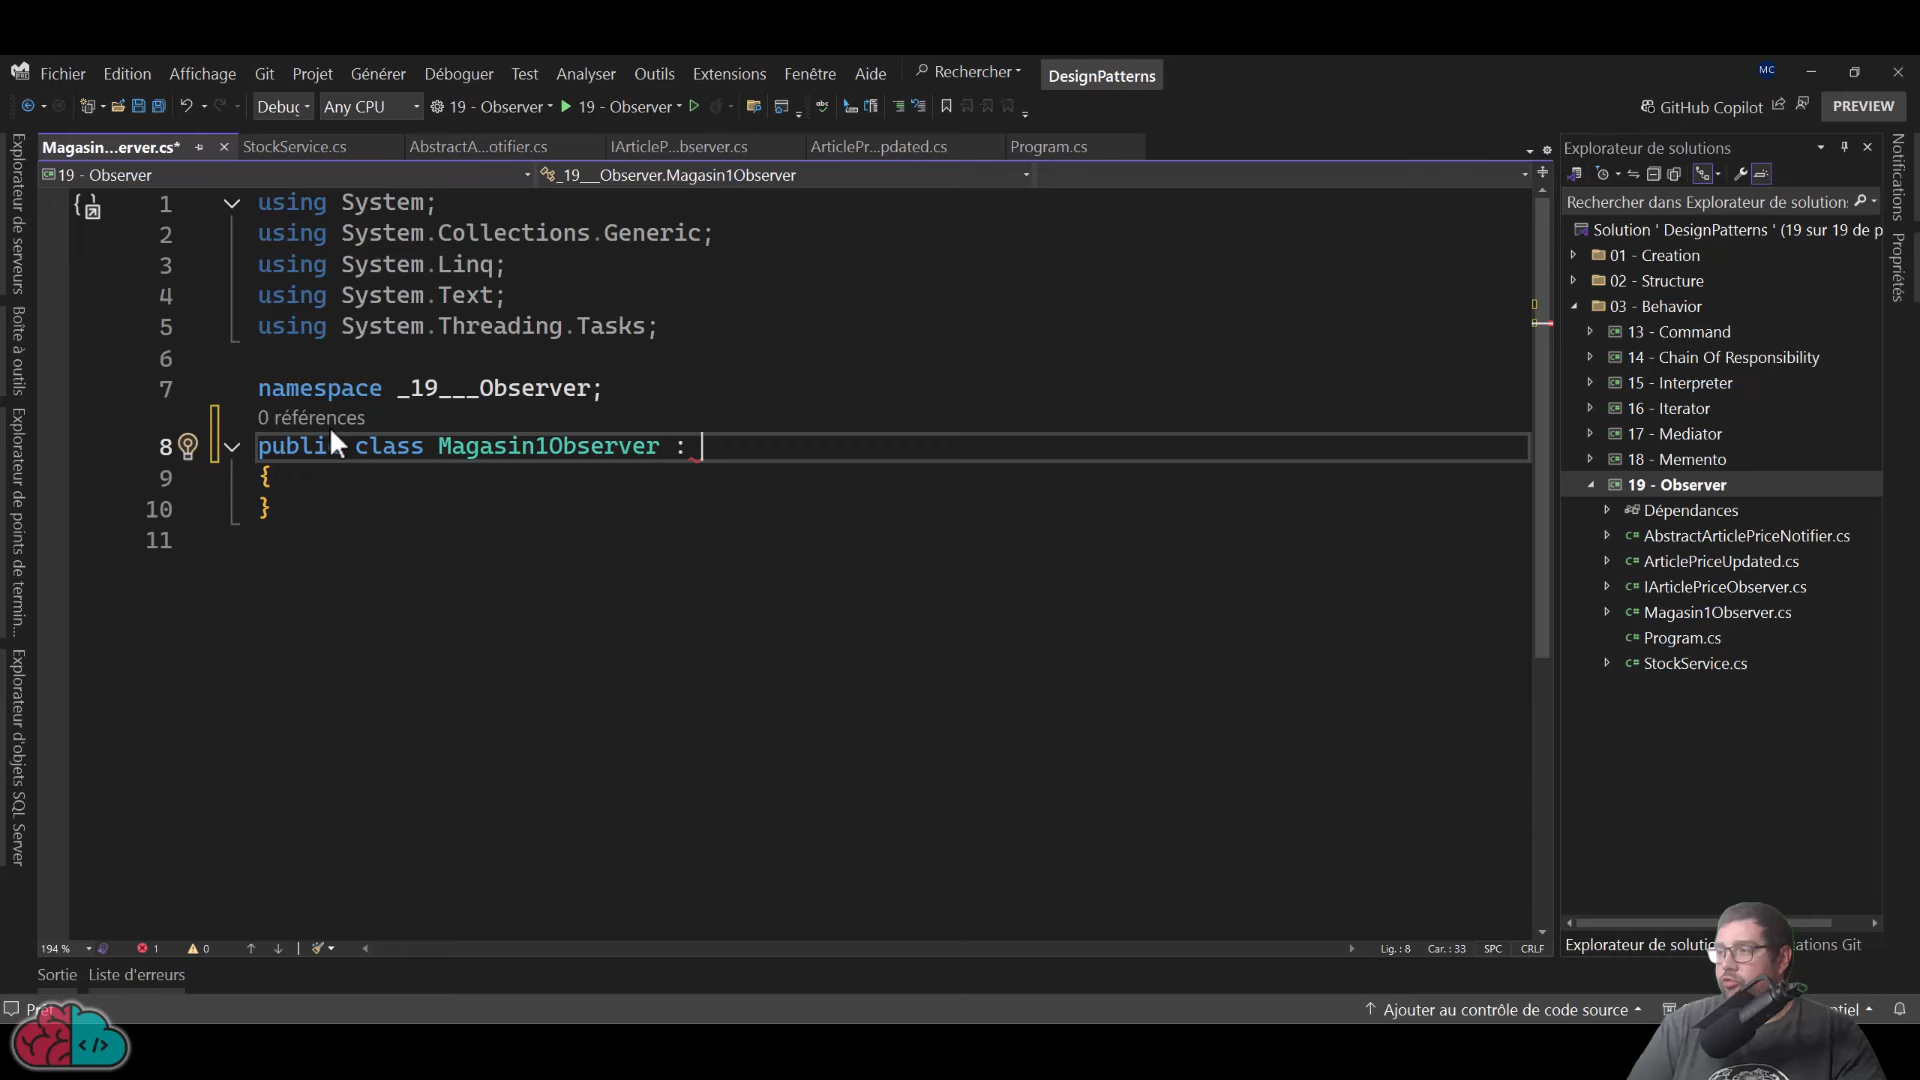 Fichier Edition Affichage Git Projet Générer Déboguer Test Analyser Outils Extensions Fenêtre Aide Rechercher DesignPatterns MC
Debug Any CPU 19 - Observer 19 - Observer GitHub Copilot PREVIEW
Magasin...erver.cs* StockService.cs AbstractA...otifier.cs IArticleP...bserver.cs ArticlePr...pdated.cs Program.cs
19 - Observer _19___Observer.Magasin1Observer
1 using System;
2 using System.Collections.Generic;
3 using System.Linq;
4 using System.Text;
5 using System.Threading.Tasks;
6
7 namespace _19___Observer;
0 références
8 public class Magasin1Observer :
9 {
10 }
11
194 % 1 0 Lig. : 8 Car. : 33 SPC CRLF
Sortie Liste d'erreurs
Ajouter au contrôle de code source
</>
Explorateur de serveurs
Boîte à outils
Explorateur de points de termin...
Explorateur d'objets SQL Server
Explorateur de solutions
Rechercher dans Explorateur de solutions
Solution ' DesignPatterns ' (19 sur 19 de p
01 - Creation
02 - Structure
03 - Behavior
13 - Command
14 - Chain Of Responsibility
15 - Interpreter
16 - Iterator
17 - Mediator
18 - Memento
19 - Observer
Dépendances
AbstractArticlePriceNotifier.cs
ArticlePriceUpdated.cs
IArticlePriceObserver.cs
Magasin1Observer.cs
Program.cs
StockService.cs
Explorateur de Git
Notifications
Propriétés